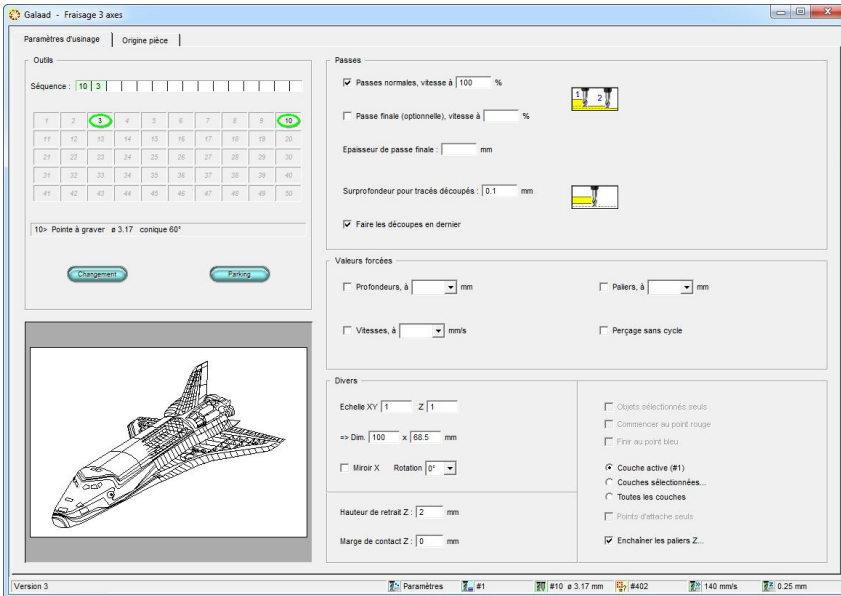 Galaad - Fraisage 3 axes
Paramètres d'usinage Origine pièce
Outils
Séquence : 10 3
1 2 3 4 5 6 7 8 9 10
11 12 13 14 15 16 17 18 19 20
21 22 23 24 25 26 27 28 29 30
31 32 33 34 35 36 37 38 39 40
41 42 43 44 45 46 47 48 49 50
10> Pointe à graver ø 3.17 conique 60°
Changement Parking
Passes
Passes normales, vitesse à 100 %
1 2
Passe finale (optionnelle), vitesse à %
Epaisseur de passe finale : mm
Surprofondeur pour tracés découpés : 0.1 mm
Faire les découpes en dernier
Valeurs forcées
Profondeurs, à mm
Paliers, à mm
Vitesses, à mm/s
Perçage sans cycle
Divers
Echelle XY 1 Z 1
=> Dim. 100 x 68.5 mm
Miroir X Rotation 0°
Hauteur de retrait Z : 2 mm
Marge de contact Z : 0 mm
Objets sélectionnés seuls
Commencer au point rouge
Finir au point bleu
Couche active (#1)
Couches sélectionnées...
Toutes les couches
Points d'attache seuls
Enchaîner les paliers Z...
Version 3 Paramètres #1 #10 ø 3.17 mm #402 140 mm/s 0.25 mm